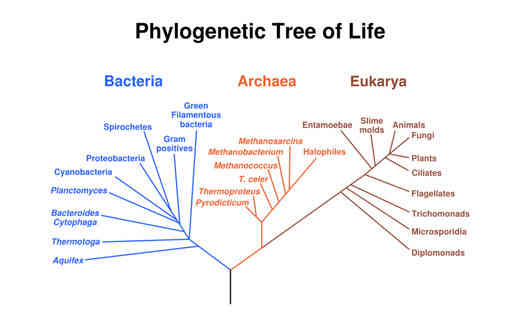 Phylogenetic Tree of Life
Bacteria
Archaea
Eukarya
Green
Filamentous
bacteria
Spirochetes
Gram
positives
Proteobacteria
Cyanobacteria
Planctomyces
Bacteroides
Cytophaga
Thermotoga
Aquifex
Methanosarcina
Methanobacterium
Halophiles
Methanococcus
T. celer
Thermoproteus
Pyrodicticum
Entamoebae
Slime
molds
Animals
Fungi
Plants
Ciliates
Flagellates
Trichomonads
Microsporidia
Diplomonads